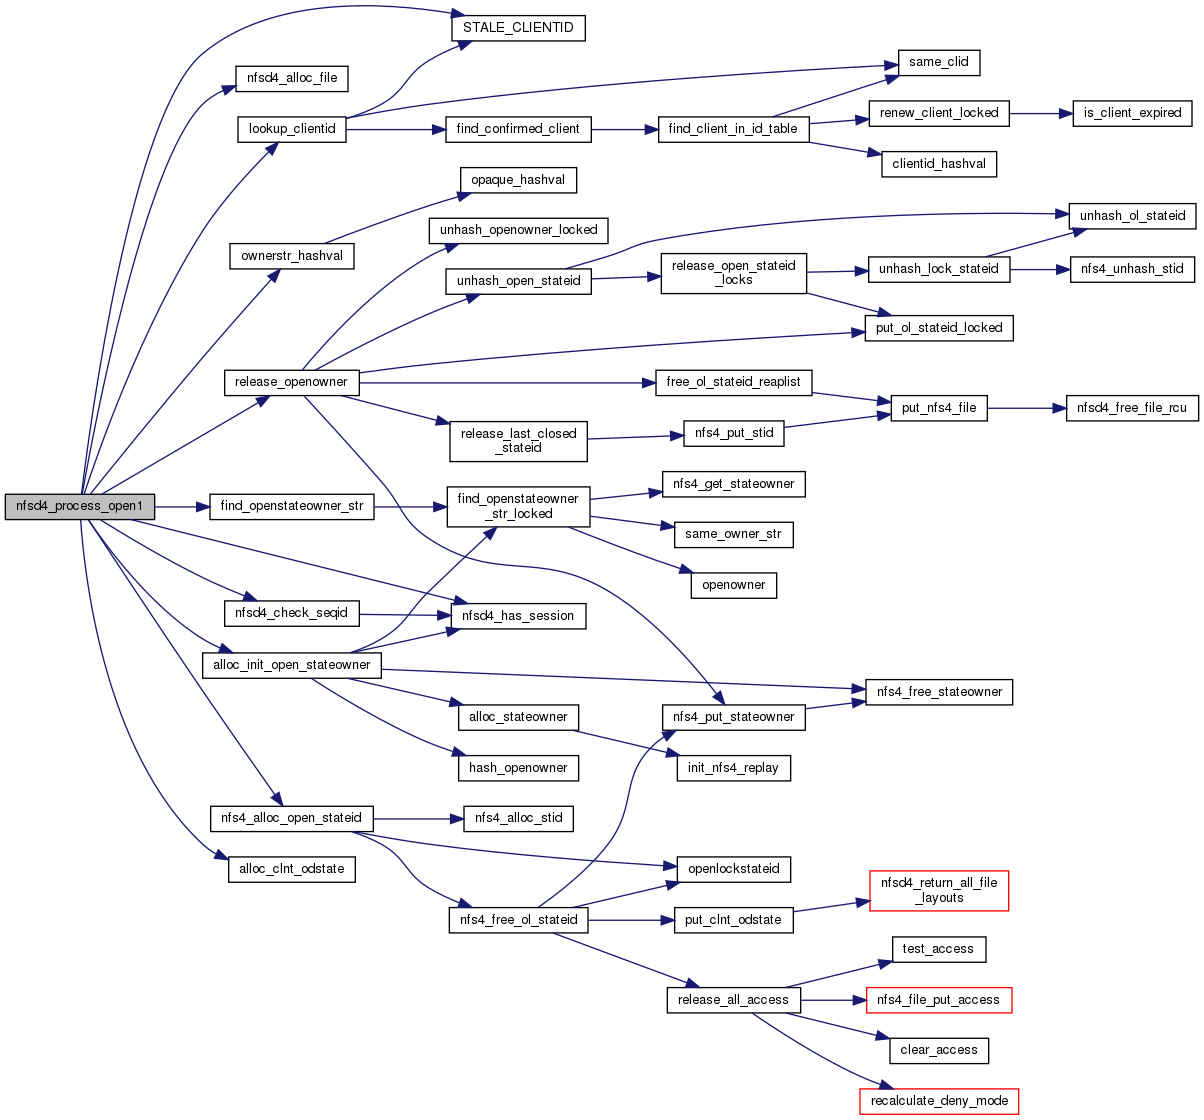 STALE_CLIENTID
nfsd4_alloc_file
same_clid
lookup_clientid
find_confirmed_client
find_client_in_id_table
renew_client_locked
is_client_expired
clientid_hashval
opaque_hashval
unhash_openowner_locked
unhash_ol_stateid
ownerstr_hashval
unhash_open_stateid
release_open_stateid
_locks
unhash_lock_stateid
nfs4_unhash_stid
put_ol_stateid_locked
release_openowner
free_ol_stateid_reaplist
put_nfs4_file
nfsd4_free_file_rcu
release_last_closed
_stateid
nfs4_put_stid
nfsd4_process_open1
find_openstateowner_str
find_openstateowner
_str_locked
nfs4_get_stateowner
same_owner_str
openowner
nfsd4_check_seqid
nfsd4_has_session
alloc_init_open_stateowner
nfs4_free_stateowner
alloc_stateowner
nfs4_put_stateowner
hash_openowner
init_nfs4_replay
nfs4_alloc_open_stateid
nfs4_alloc_stid
alloc_clnt_odstate
openlockstateid
nfsd4_return_all_file
_layouts
nfs4_free_ol_stateid
put_clnt_odstate
test_access
release_all_access
nfs4_file_put_access
clear_access
recalculate_deny_mode